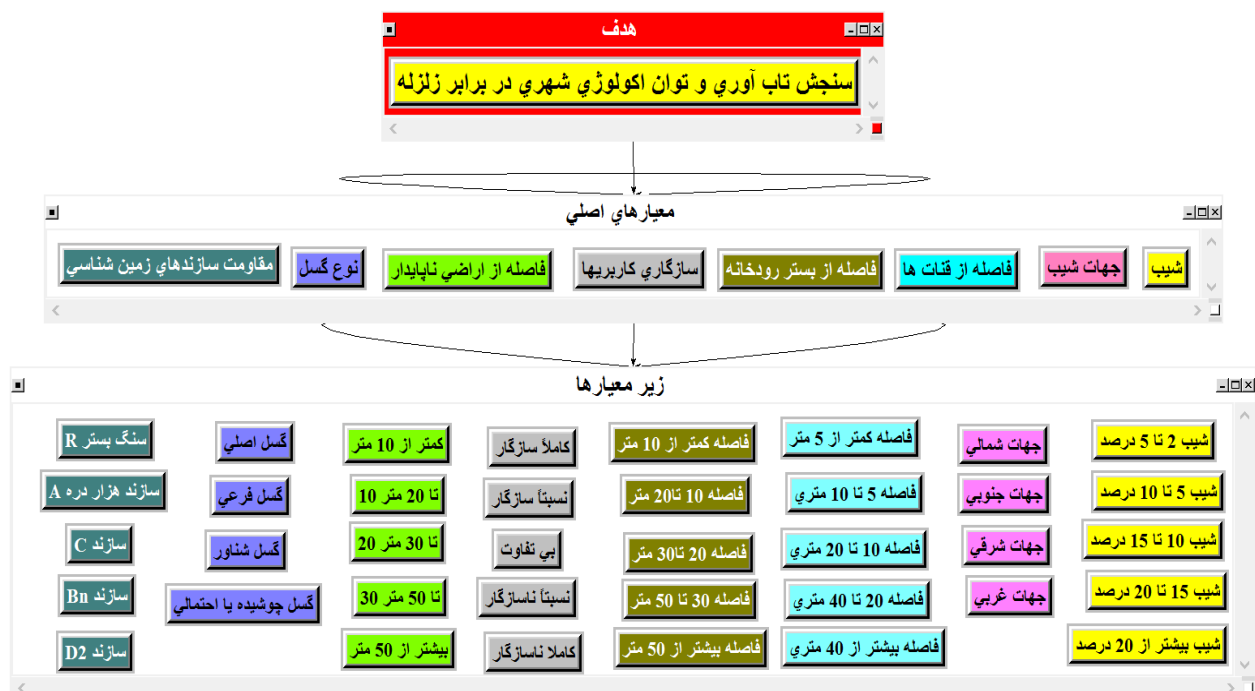 هدف
سنجش تاب آوري و توان اكولوژي شهري در برابر زلزله
معيارهاي اصلي
شيب
جهات شيب
فاصله از قنات ها
فاصله از بستر رودخانه
سازگاري كاربريها
فاصله از اراضي ناپايدار
نوع گسل
مقاومت سازندهاي زمين شناسي
زير معيارها
شيب 2 تا 5 درصد
شيب 5 تا 10 درصد
شيب 10 تا 15 درصد
شيب 15 تا 20 درصد
شيب بيشتر از 20 درصد
جهات شمالي
جهات جنوبي
جهات شرقي
جهات غربي
فاصله كمتر از 5 متر
فاصله 5 تا 10 متري
فاصله 10 تا 20 متري
فاصله 20 تا 40 متري
فاصله بيشتر از 40 متري
فاصله كمتر از 10 متر
فاصله 10 تا20 متر
فاصله 20 تا30 متر
فاصله 30 تا 50 متر
فاصله بيشتر از 50 متر
كاملاً سازگار
نسبتاً سازگار
بي تفاوت
نسبتاً ناسازگار
كاملا ناسازگار
كمتر از 10 متر
تا 20 متر 10
تا 30 متر 20
تا 50 متر 30
بيشتر از 50 متر
گسل اصلي
گسل فرعي
گسل شناور
گسل چوشيده يا احتمالي
سنگ بستر R
سازند هزار دره A
سازند C
سازند Bn
سازند D2